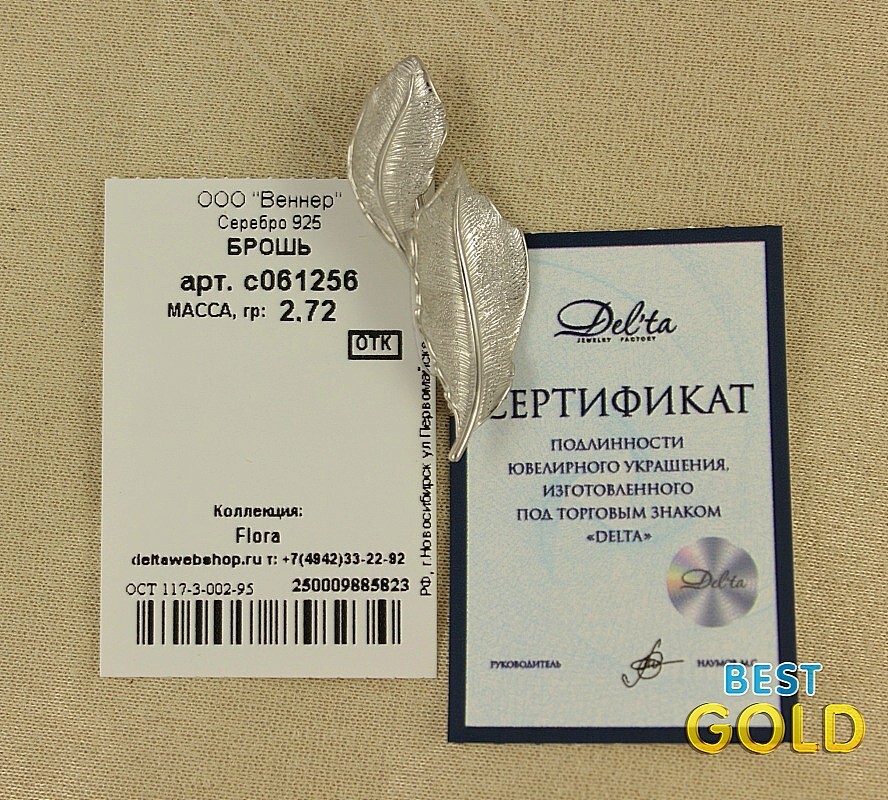 ООО "Веннер"
Серебро 925
БРОШЬ
арт. с061256
МАССА, гр: 2.72
ОТК
РФ, г.Новосибирск ул
Коллекция:
Flora
deltawebshop.ru т: +7(4942)33-22-92
ОСТ 117-3-002-95 250009885823
Del'ta
JEWELRY FACTORY
СЕРТИФИКАТ
ПОДЛИННОСТИ
ЮВЕЛИРНОГО УКРАШЕНИЯ,
ИЗГОТОВЛЕННОГО
ПОД ТОРГОВЫМ ЗНАКОМ
«DELTA»
Del'ta
РУКОВОДИТЕЛЬ
BEST
GOLD